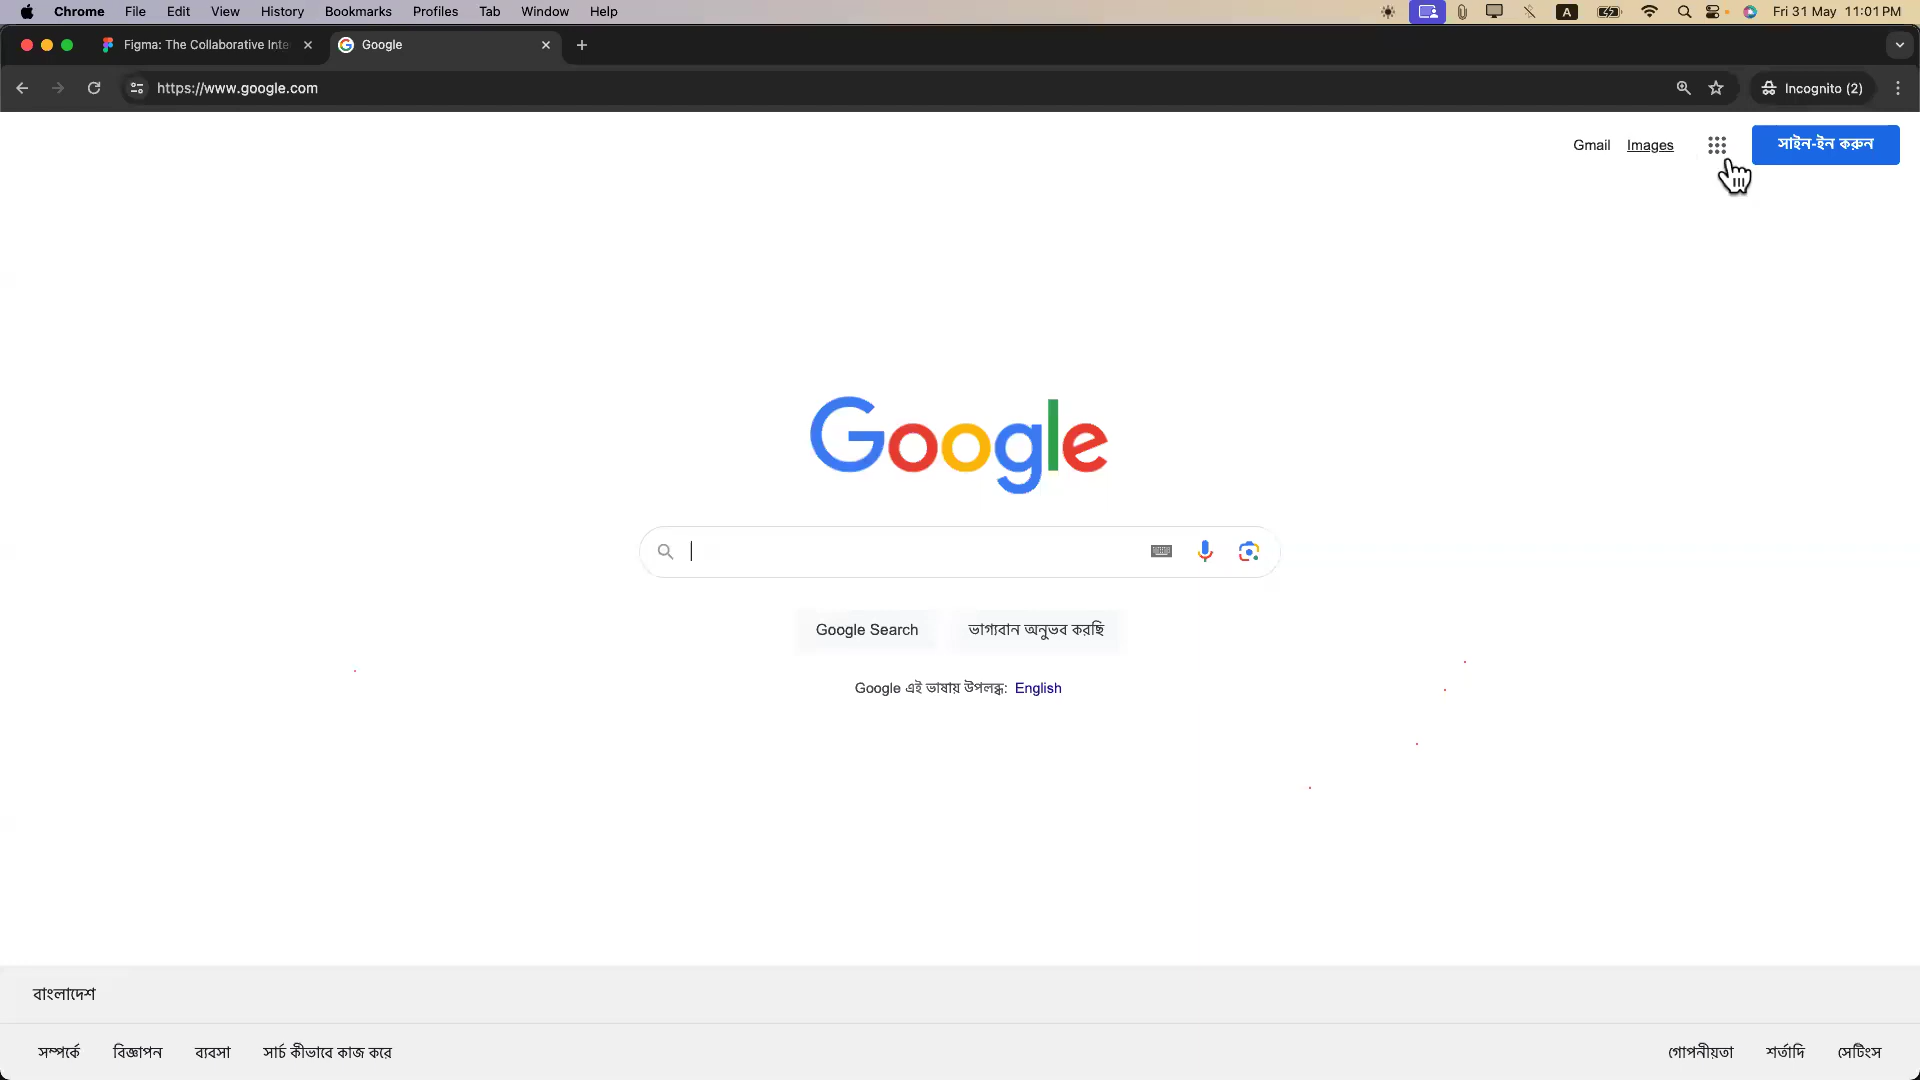 Chrome File Edit View History Bookmarks Profiles Tab Window Help A Fri 31 May 11:01 PM
Figma: The Collaborative Inte Google
https://www.google.com Incognito (2)
Gmail Images সাইন-ইন করুন
Google
Google Search ভাগ্যবান অনুভব করছি
Google এই ভাষায় উপলব্ধ: English
বাংলাদেশ
সম্পর্কে বিজ্ঞাপন ব্যবসা সার্চ কীভাবে কাজ করে গোপনীয়তা শর্তাদি সেটিংস